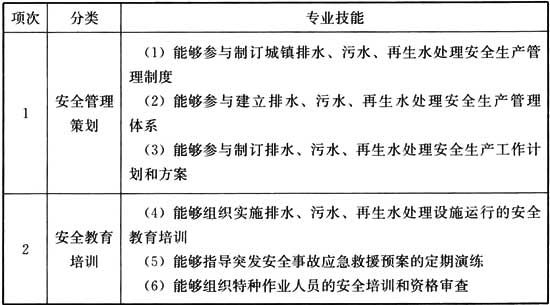 项次 分类 专业技能
1 安全管理策划
（1）能够参与制订城镇排水、污水、再生水处理安全生产管
理制度
（2）能够参与建立排水、污水、再生水处理安全生产管理
体系
（3）能够参与制订排水、污水、再生水处理安全生产工作计
划和方案
2 安全教育培训
（4）能够组织实施排水、污水、再生水处理设施运行的安全
教育培训
（5）能够指导突发安全事故应急救援预案的定期演练
（6）能够组织特种作业人员的安全培训和资格审查